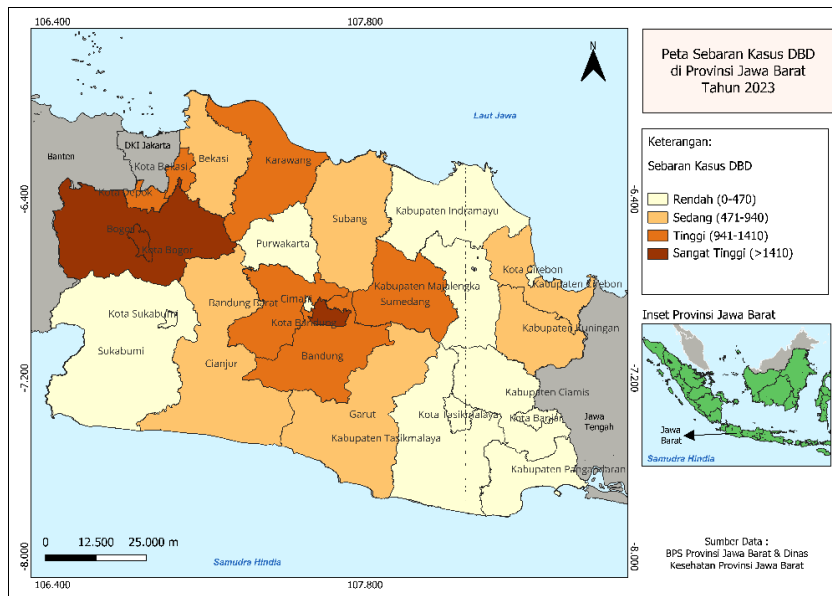 106.400
107.800
N
Peta Sebaran Kasus DBD
di Provinsi Jawa Barat
Tahun 2023
Laut Jawa
Keterangan:
Sebaran Kasus DBD
Rendah (0-470)
Sedang (471-940)
Tinggi (941-1410)
Sangat Tinggi (>1410)
Banten
DKI Jakarta
Kota Bekasi
Bekasi
Karawang
Kota Depok
-6.400
-6.400
Subang
Kabupaten Indramayu
Bogor
Kota Bogor
Purwakarta
Kota Cirebon
Kabupaten Cirebon
Kabupaten Majalengka
Sumedang
Bandung Barat
Cimahi
Kota Bandung
Kabupaten Kuningan
Kota Sukabumi
Sukabumi
Cianjur
Bandung
Inset Provinsi Jawa Barat
-7.200
-7.200
Kabupaten Ciamis
Garut
Kota Tasikmalaya
Kota Banjar
Kabupaten Tasikmalaya
Jawa
Tengah
Kabupaten Pangandaran
Jawa
Barat
Samudra Hindia
0
12.500
25.000 m
Samudra Hindia
-8.000
-8.000
106.400
107.800
Sumber Data :
BPS Provinsi Jawa Barat & Dinas
Kesehatan Provinsi Jawa Barat